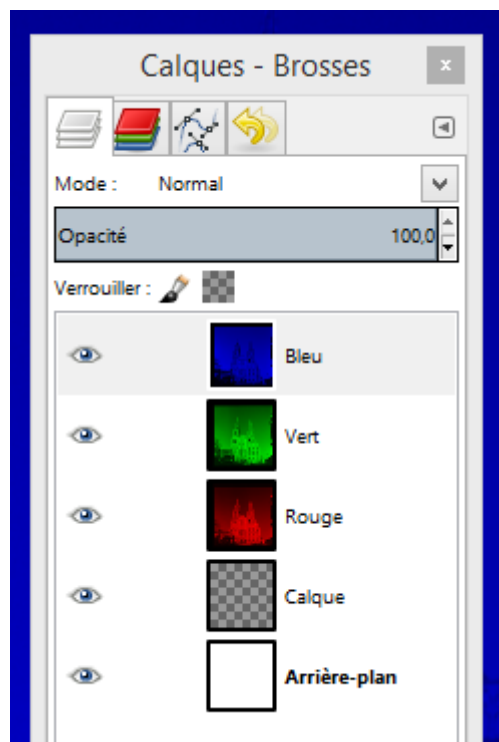 Calques - Brosses
x
Mode : Normal
Opacité 100,0
Verrouiller :
Bleu
Vert
Rouge
Calque
Arrière-plan